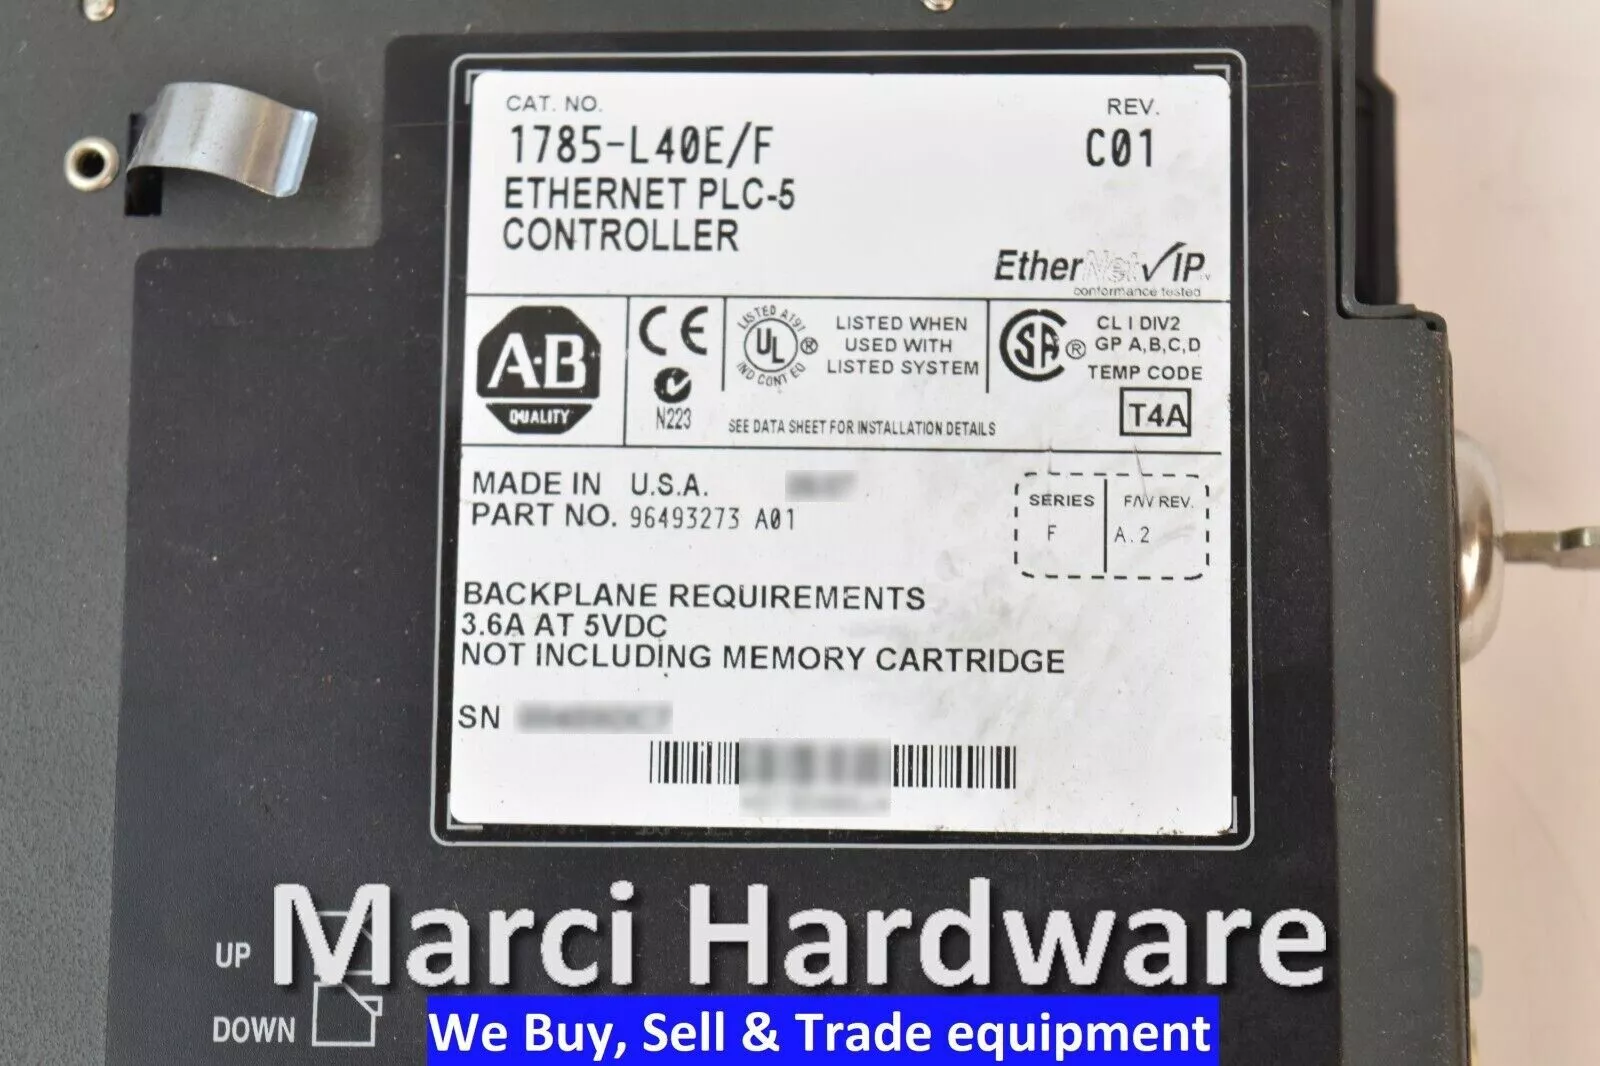 CAT. NO.
REV.
1785-L40E/F
C01
ETHERNET PLC-5
CONTROLLER
EtherNet/IP
conformance tested
A-B
QUALITY
CE
N223
LISTED AT91
UL ®
IND CONT EQ
LISTED WHEN
USED WITH
LISTED SYSTEM
SEE DATA SHEET FOR INSTALLATION DETAILS
SA ®
CL I DIV2
GP A,B,C,D
TEMP CODE
T4A
MADE IN U.S.A.
PART NO. 96493273 A01
SERIES
F/W REV.
F
A.2
BACKPLANE REQUIREMENTS
3.6A AT 5VDC
NOT INCLUDING MEMORY CARTRIDGE
SN
Marci Hardware
UP
DOWN
We Buy, Sell & Trade equipment